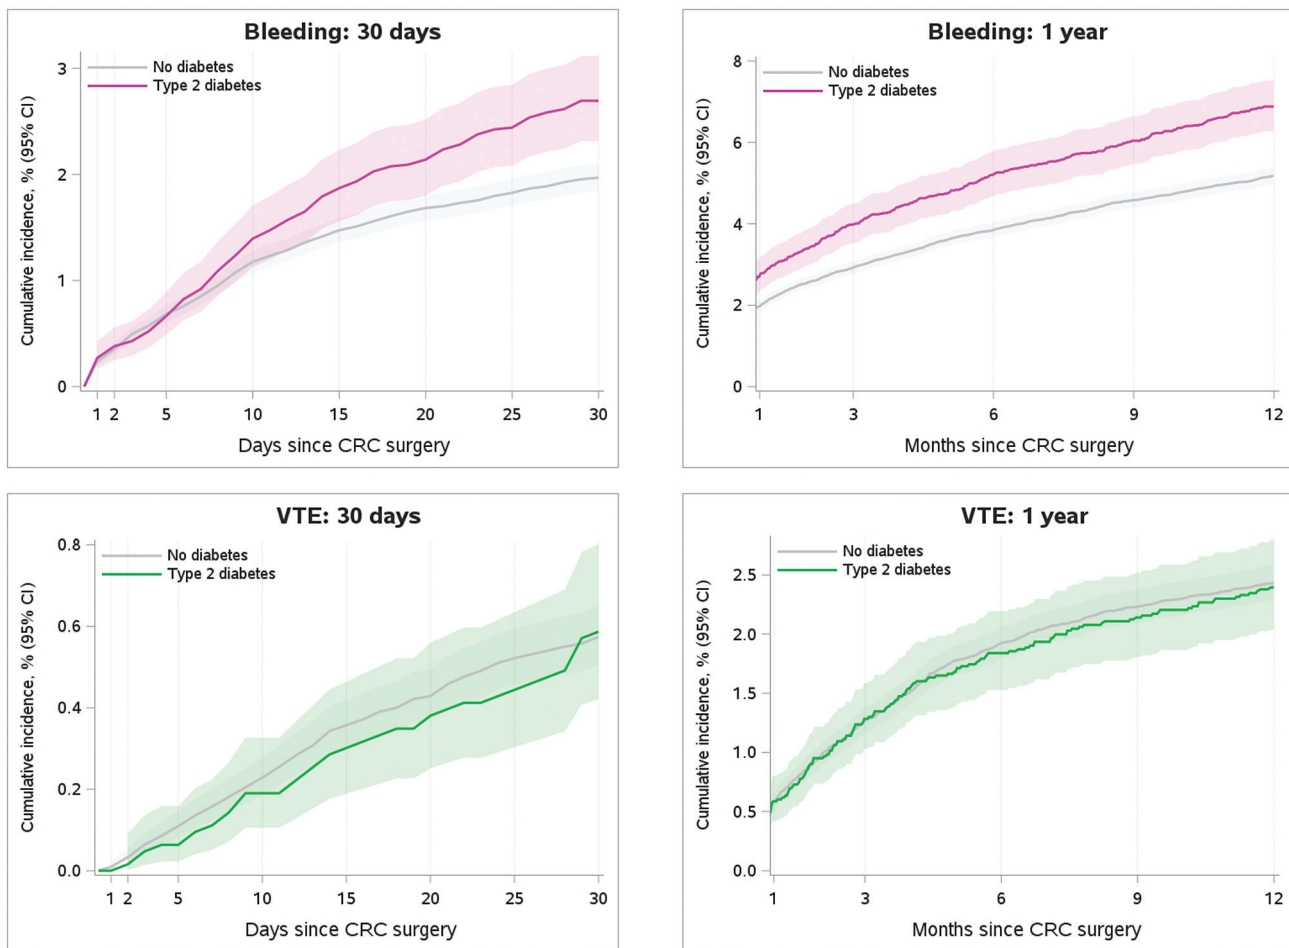 Bleeding: 30 days
No diabetes
Type 2 diabetes
Cumulative incidence, % (95% CI)
3
2
1
0
1 2 5 10 15 20 25 30
Days since CRC surgery
Bleeding: 1 year
No diabetes
Type 2 diabetes
Cumulative incidence, % (95% CI)
8
6
4
2
0
1 3 6 9 12
Months since CRC surgery
VTE: 30 days
No diabetes
Type 2 diabetes
Cumulative incidence, % (95% CI)
0.8
0.6
0.4
0.2
0.0
1 2 5 10 15 20 25 30
Days since CRC surgery
VTE: 1 year
No diabetes
Type 2 diabetes
Cumulative incidence, % (95% CI)
2.5
2.0
1.5
1.0
0.5
0.0
1 3 6 9 12
Months since CRC surgery